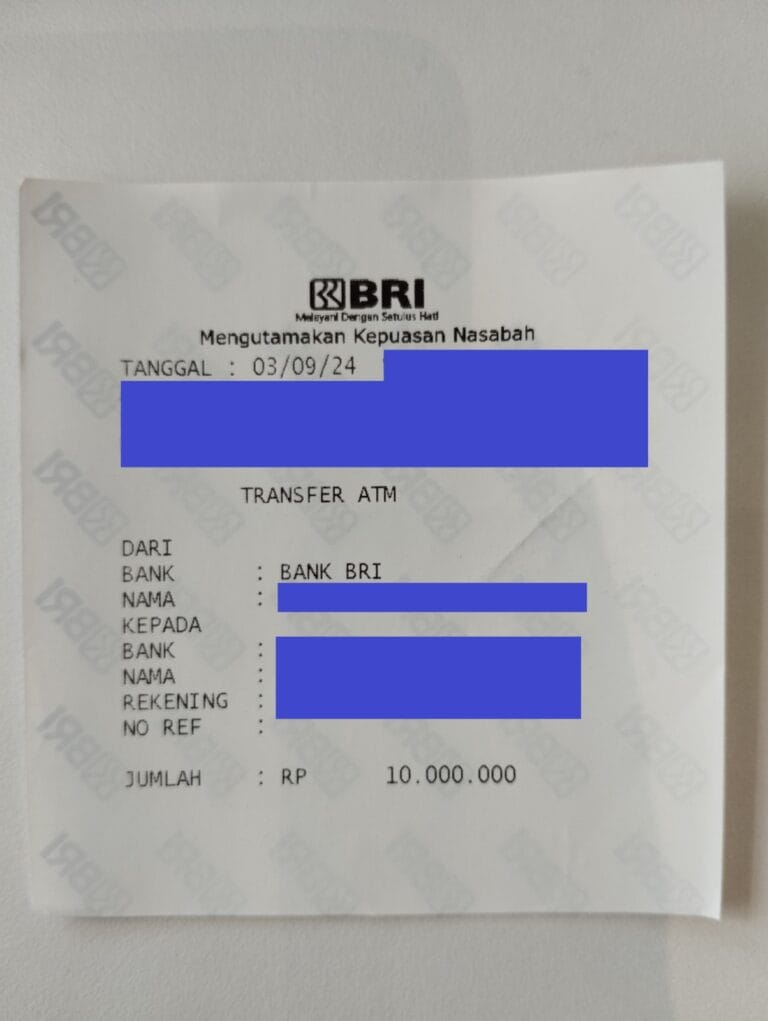 BRI
Melayani Dengan Setulus Hati
Mengutamakan Kepuasan Nasabah
TANGGAL : 03/09/24
TRANSFER ATM
DARI
BANK : BANK BRI
NAMA :
KEPADA
BANK :
NAMA :
REKENING :
NO REF :
JUMLAH : RP 10.000.000